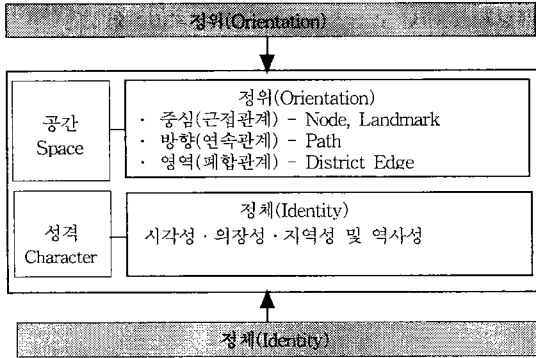 정위(Orientation)
공간
Space
정위(Orientation)
· 중심(근접관계) - Node, Landmark
· 방향(연속관계) - Path
· 영역(폐합관계) - District Edge
성격
Character
정체(Identity)
시각성 · 의장성 · 지역성 및 역사성
정체(Identity)